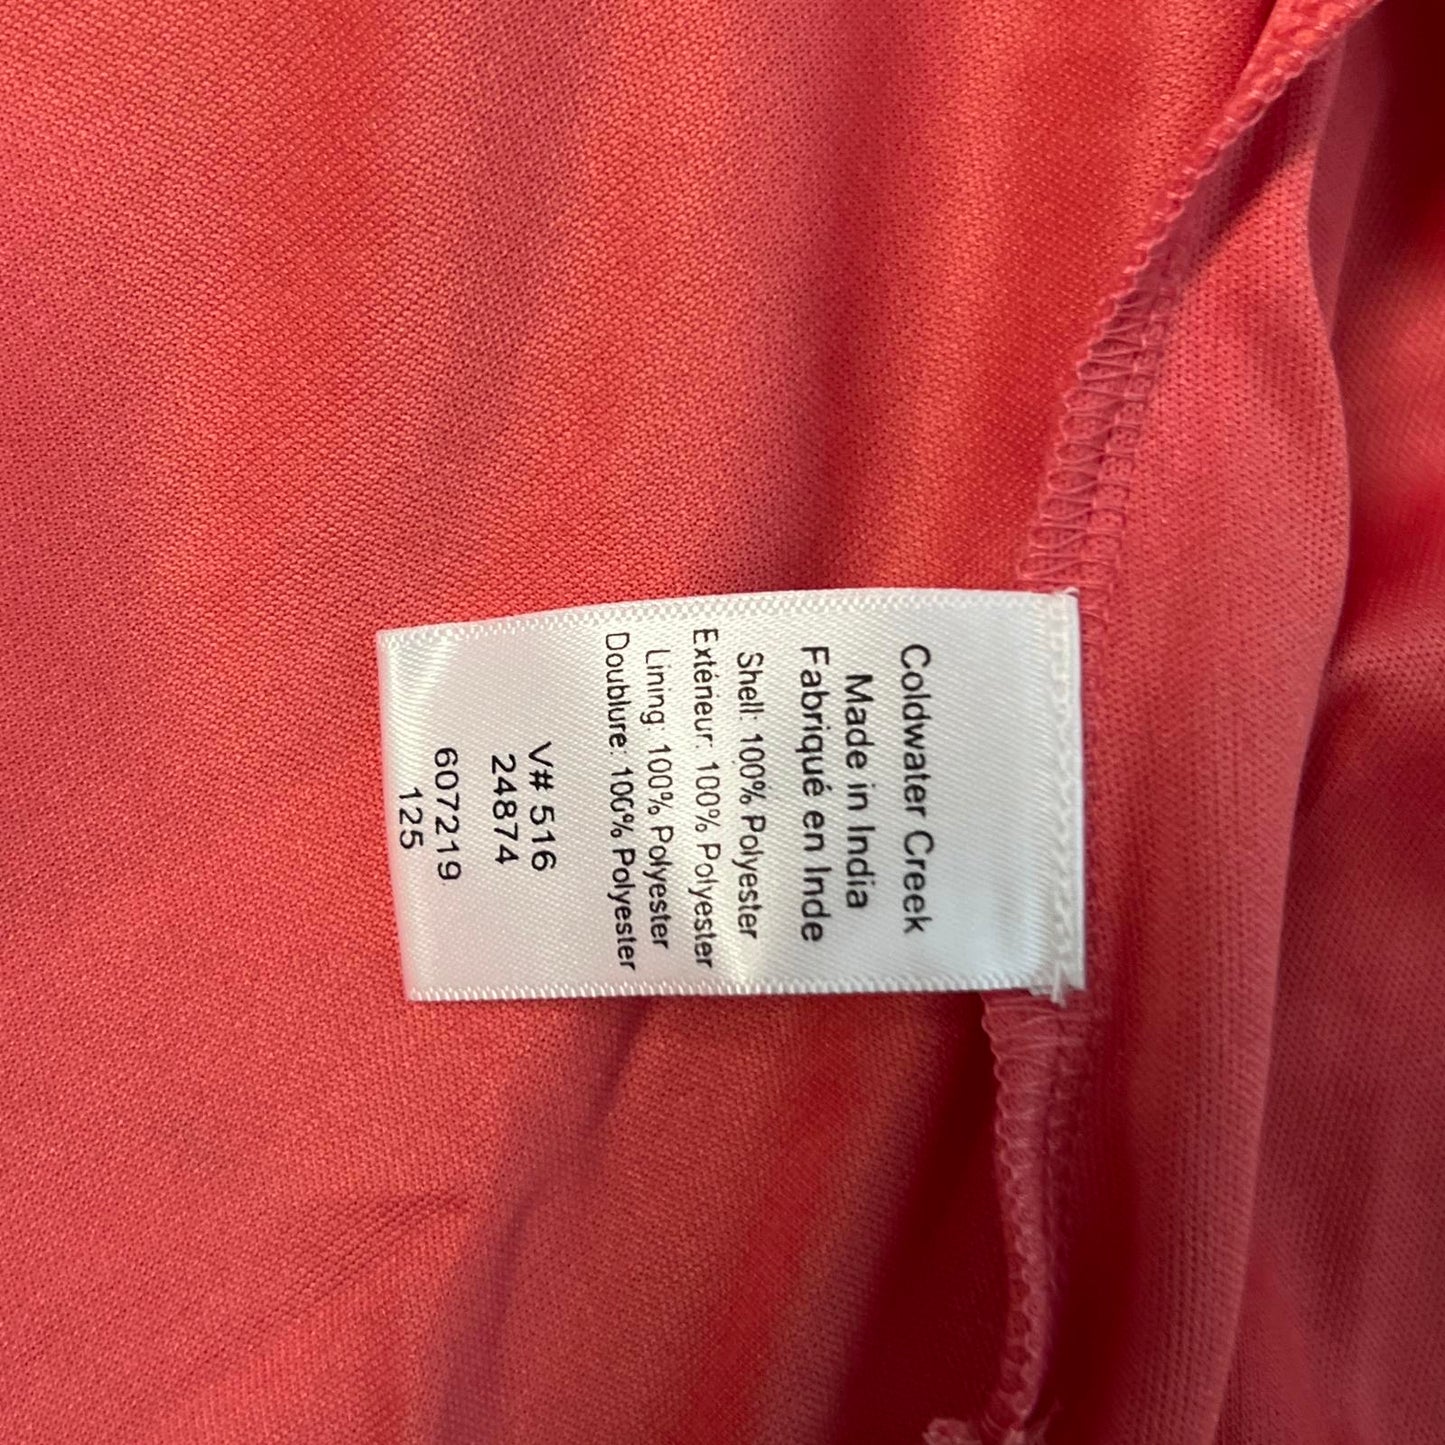 Coldwater Creek
Made in India
Fabriqué en Inde
Shell: 100% Polyester
Extérieur: 100% Polyester
Lining: 100% Polyester
Doublure: 100% Polyester
V# 516
24874
607219
125